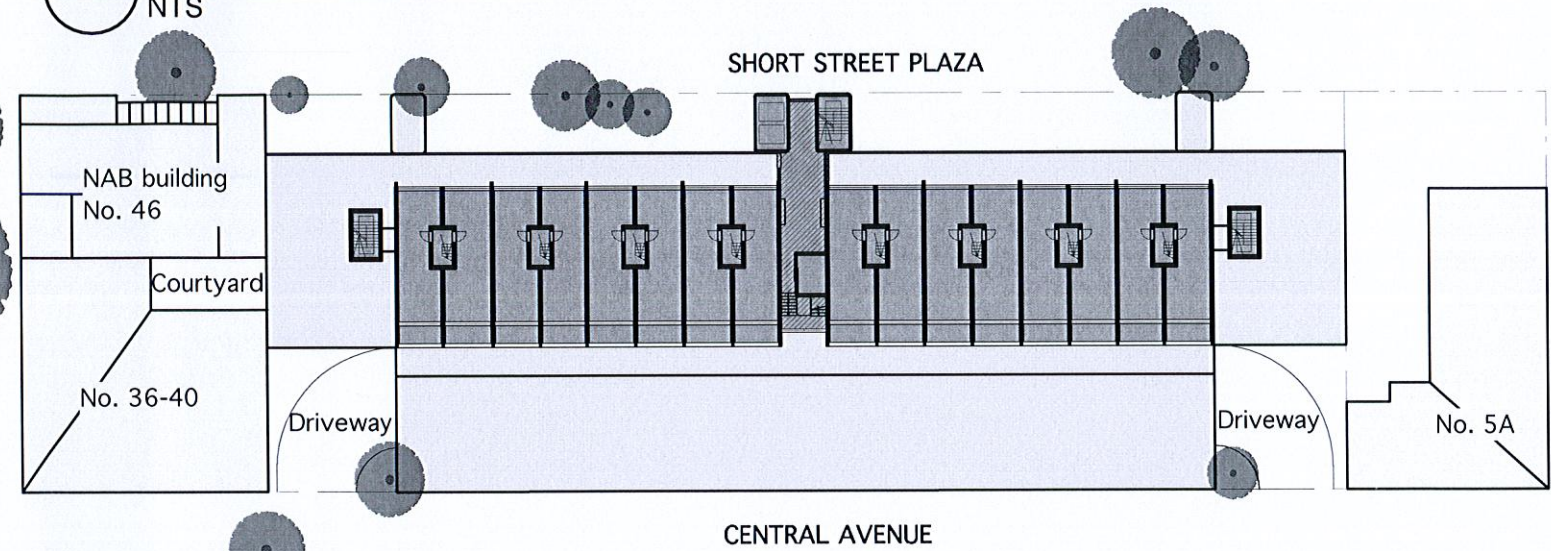 NTS
SHORT STREET PLAZA
NAB building
No. 46
Courtyard
No. 36-40
Driveway
Driveway
No. 5A
CENTRAL AVENUE